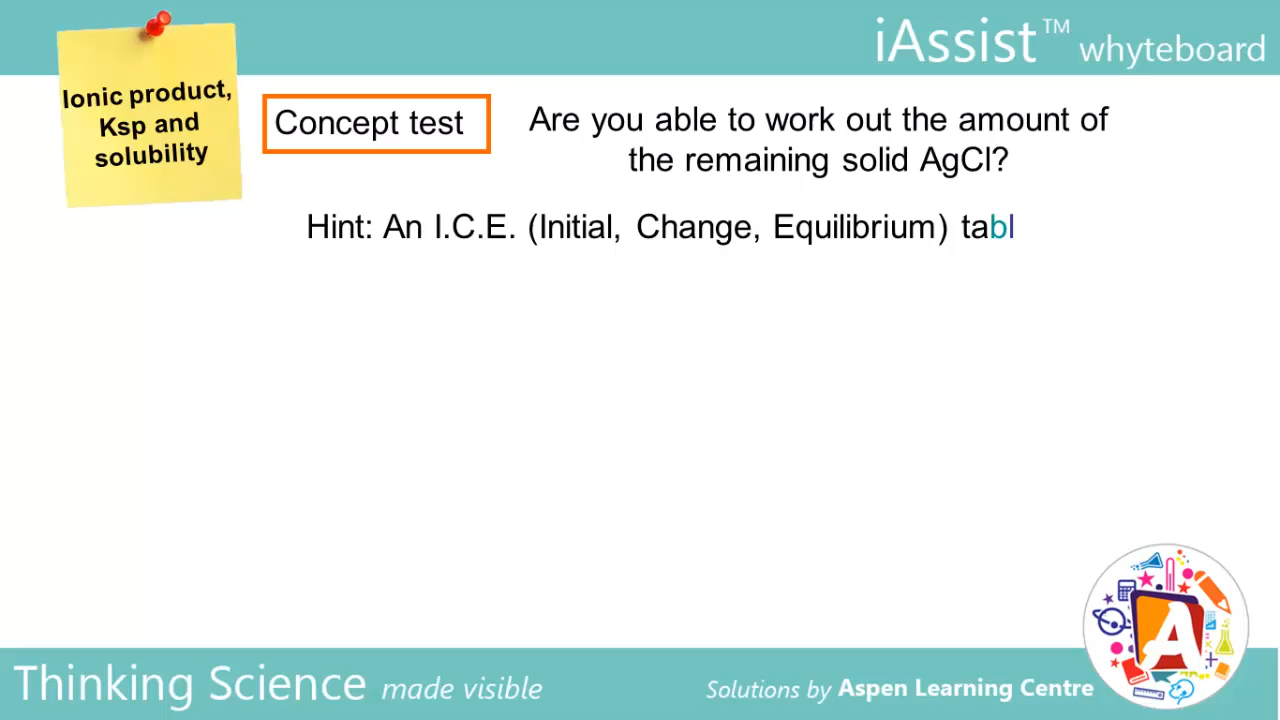 iAssist™ whyteboard
Ionic product,
Ksp and
solubility
Concept test
Are you able to work out the amount of
the remaining solid AgCl?
Hint: An I.C.E. (Initial, Change, Equilibrium) tabl
A
Thinking Science made visible
Solutions by Aspen Learning Centre